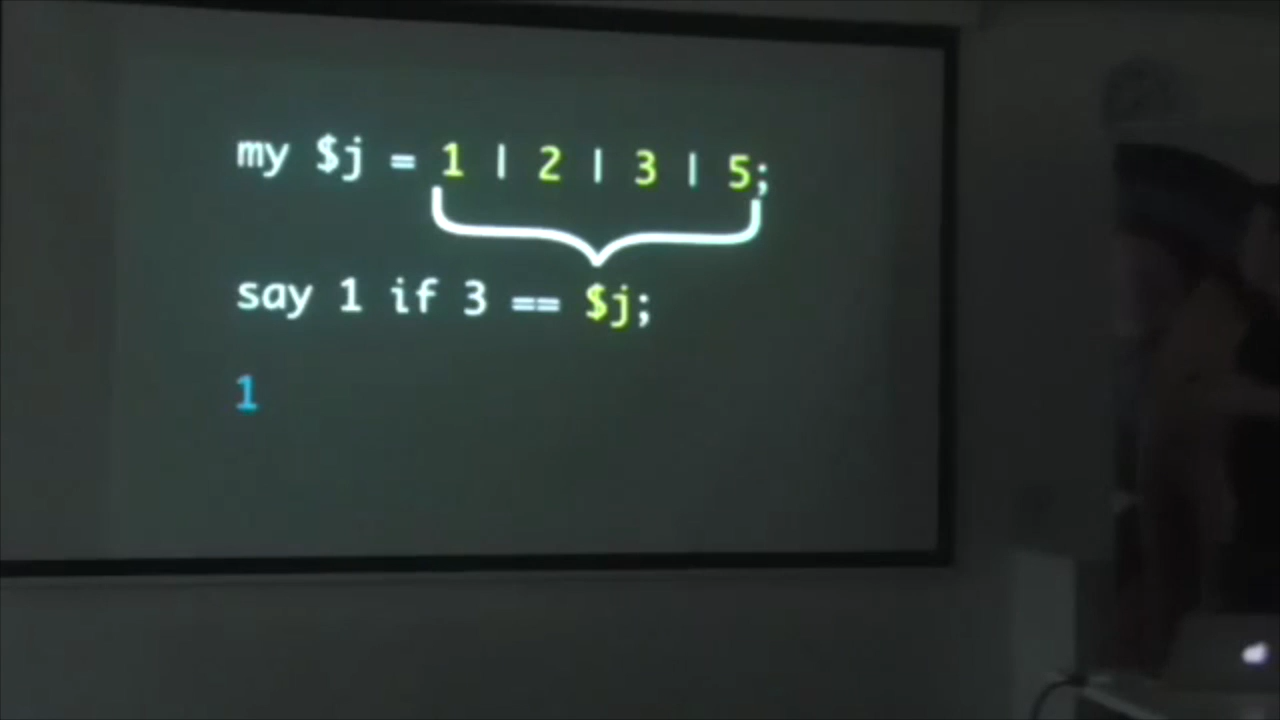 my $j = 1 | 2 | 3 | 5;
say 1 if 3 == $j;
1